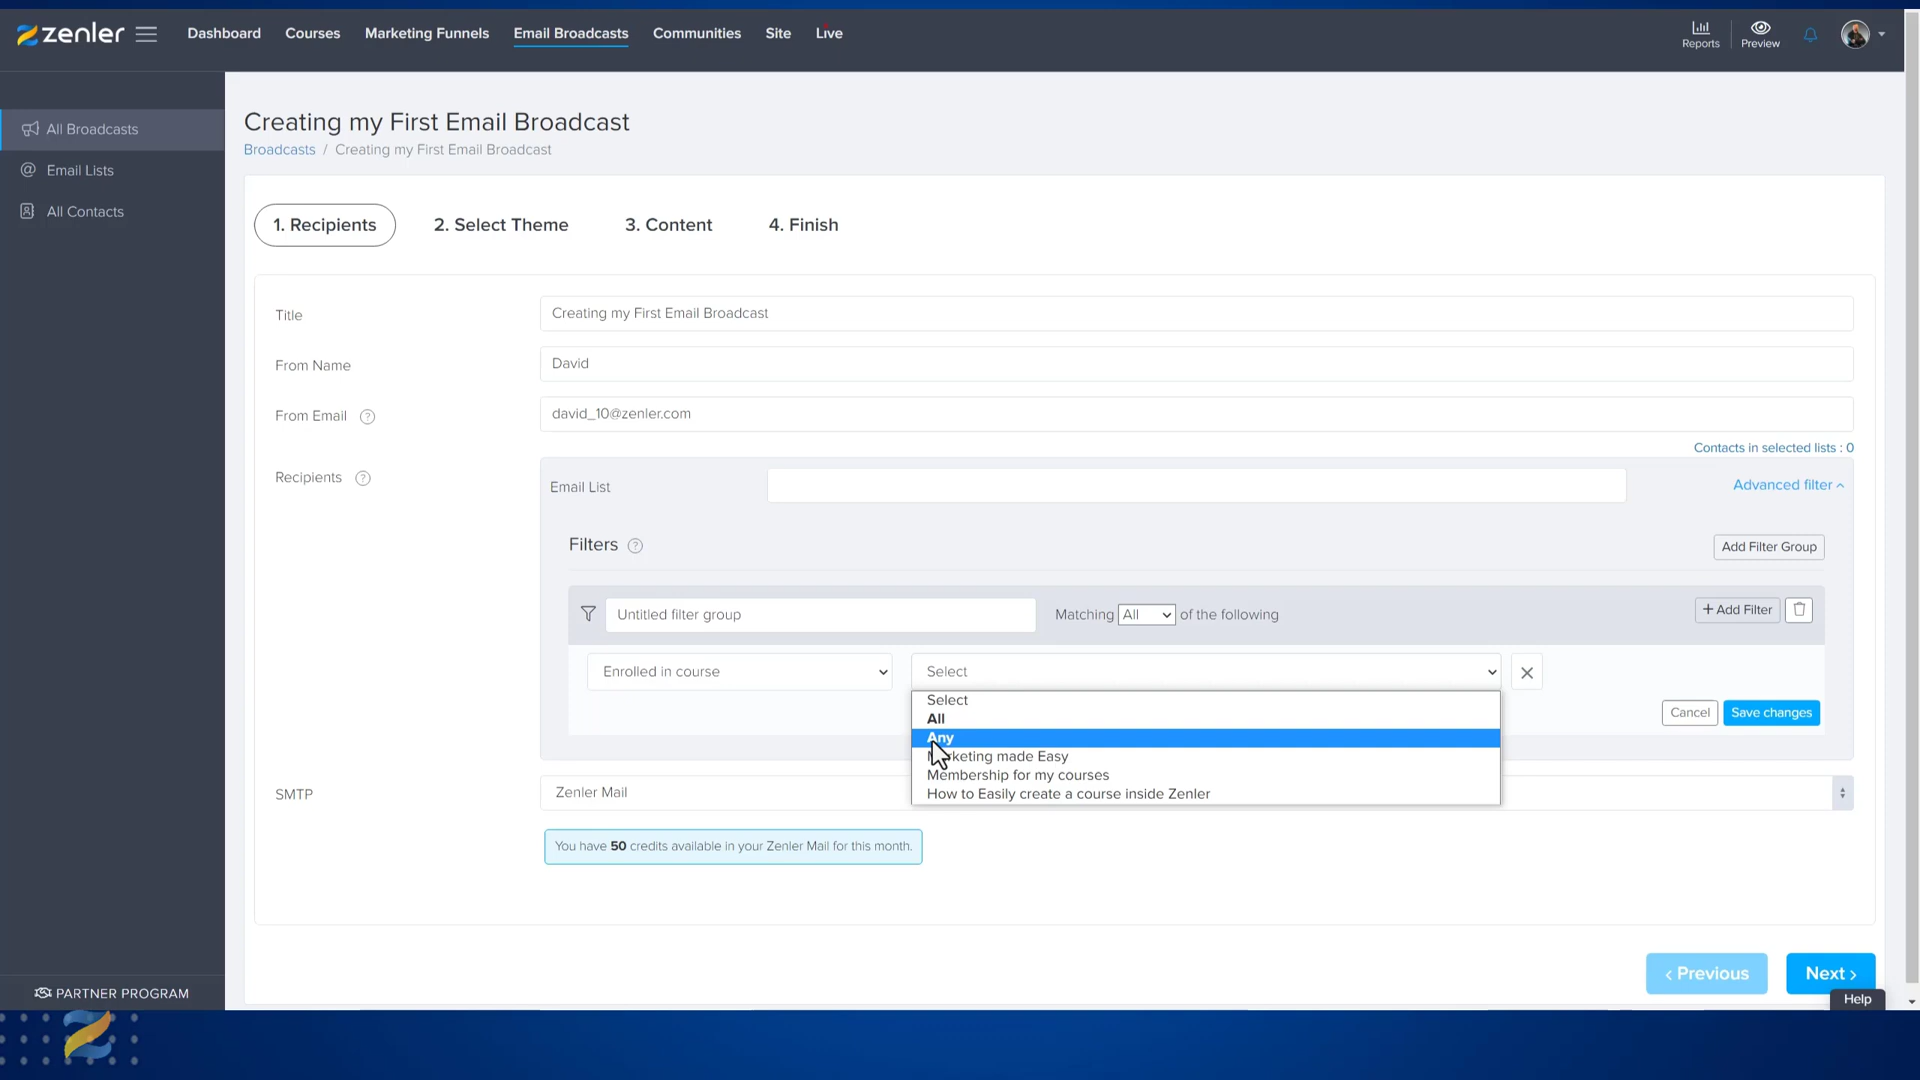 zenler
Dashboard
Courses
Marketing Funnels
Email Broadcasts
Communities
Site
Live
Reports
Preview
All Broadcasts
Email Lists
All Contacts
PARTNER PROGRAM
Creating my First Email Broadcast
Broadcasts / Creating my First Email Broadcast
1. Recipients
2. Select Theme
3. Content
4. Finish
Title
Creating my First Email Broadcast
From Name
David
From Email ?
david_10@zenler.com
Contacts in selected lists : 0
Recipients ?
Email List
Advanced filter
Filters ?
Add Filter Group
Untitled filter group
Matching All of the following
+ Add Filter
Enrolled in course
Select
Select
All
Any
Marketing made Easy
Membership for my courses
How to Easily create a course inside Zenler
Cancel
Save changes
SMTP
Zenler Mail
You have 50 credits available in your Zenler Mail for this month.
‹ Previous
Next ›
Help